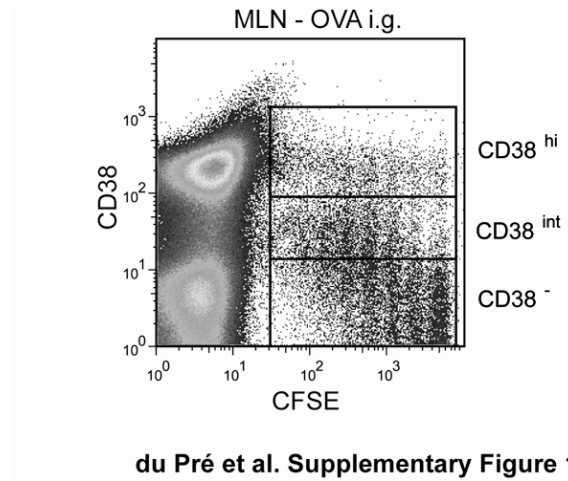 MLN - OVA i.g.
CD38
10³
10²
10¹
10⁰
CD38 hi
CD38 int
CD38 -
10⁰ 10¹ 10² 10³
CFSE
du Pré et al. Supplementary Figure